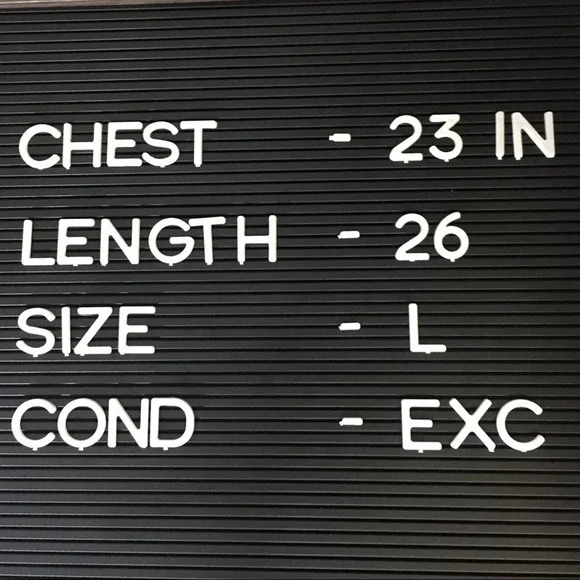 CHEST - 23 IN
LENGTH - 26
SIZE - L
COND - EXC